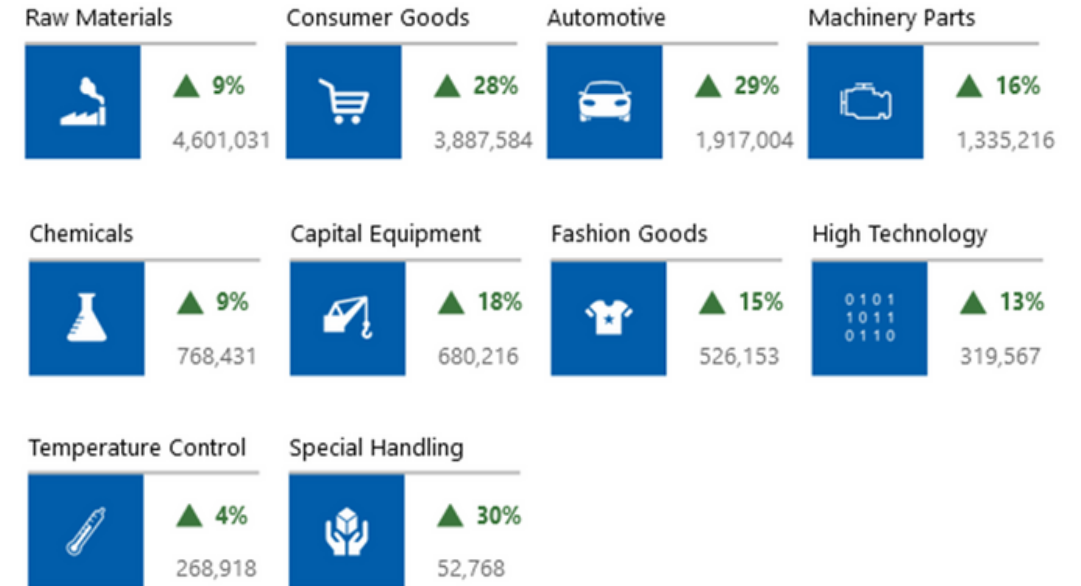 Raw Materials
9%
4,601,031
Consumer Goods
28%
3,887,584
Automotive
29%
1,917,004
Machinery Parts
16%
1,335,216
Chemicals
9%
768,431
Capital Equipment
18%
680,216
Fashion Goods
15%
526,153
High Technology
0101
1011
0110
13%
319,567
Temperature Control
4%
268,918
Special Handling
30%
52,768